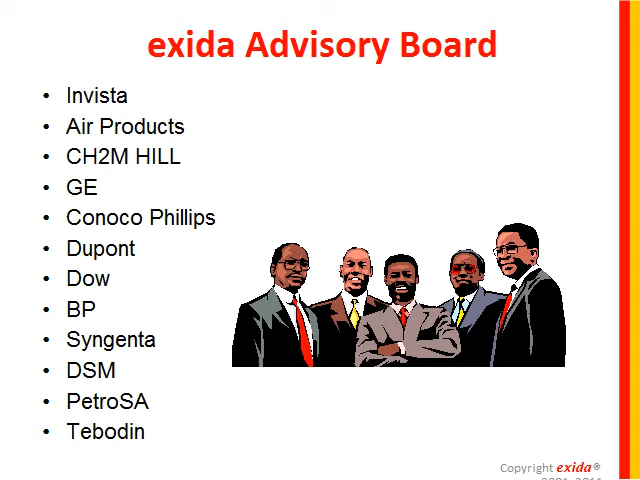 exida Advisory Board
• Invista
• Air Products
• CH2M HILL
• GE
• Conoco Phillips
• Dupont
• Dow
• BP
• Syngenta
• DSM
• PetroSA
• Tebodin
Copyright exida®